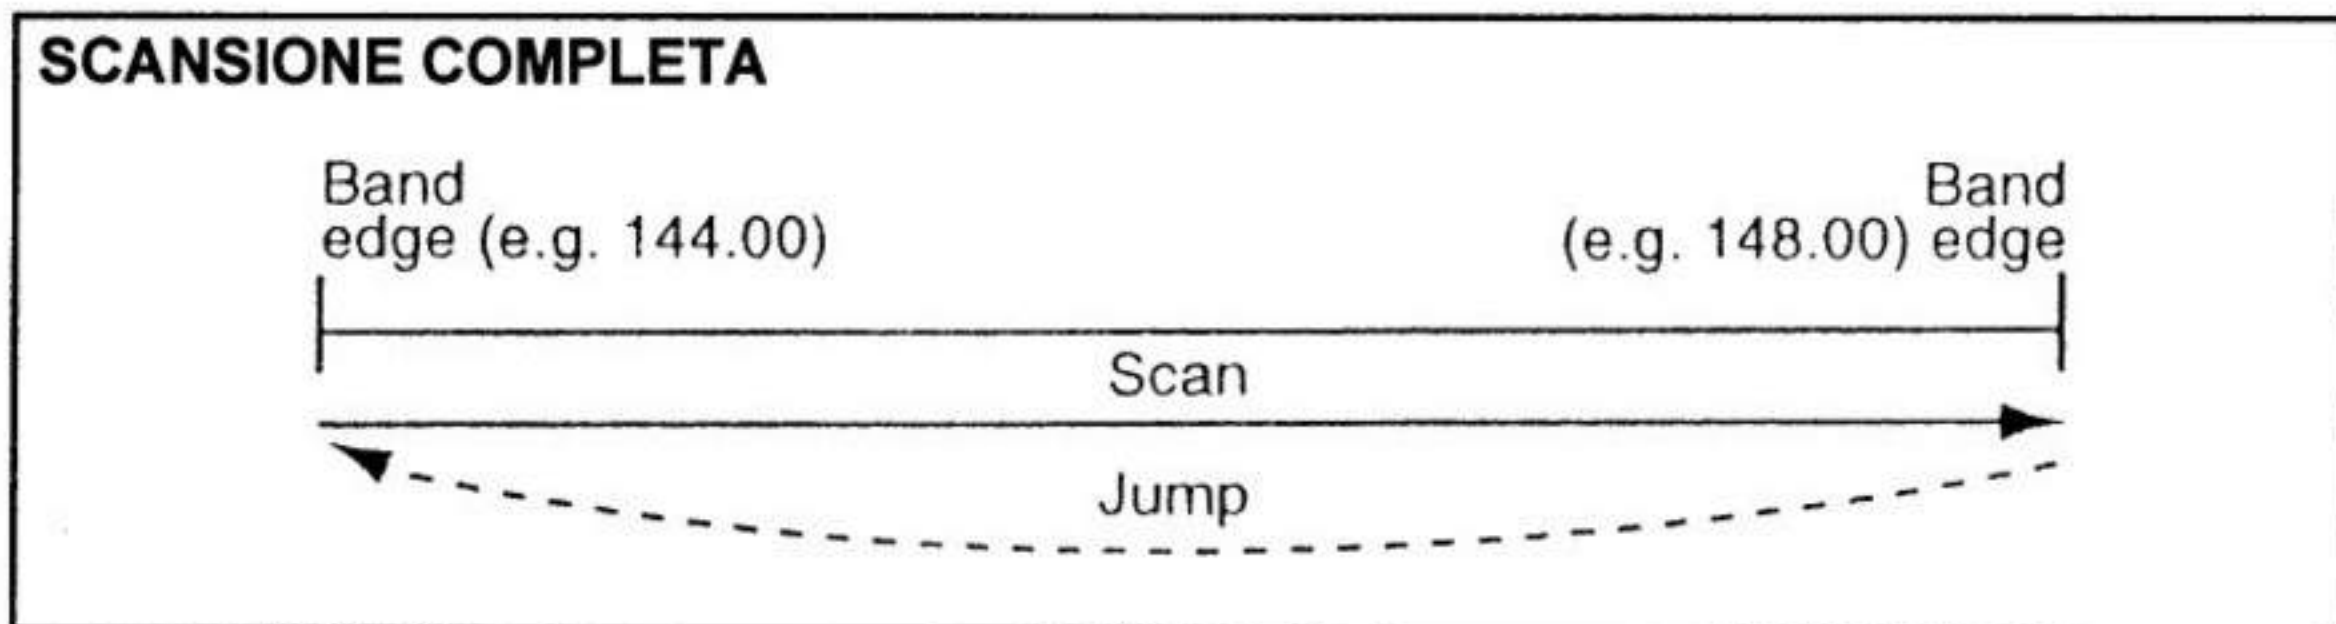 SCANSIONE COMPLETA
Band
edge (e.g. 144.00)
Band
(e.g. 148.00) edge
Scan
Jump